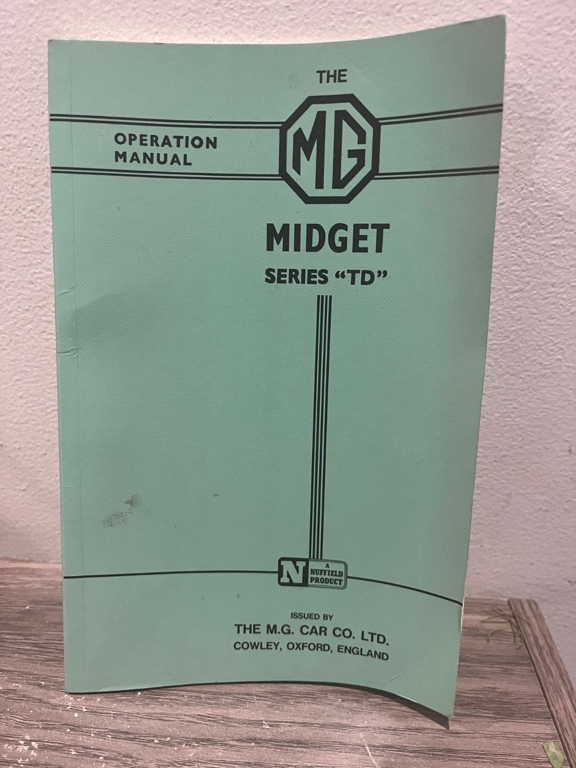 THE
MG
OPERATION
MANUAL
MIDGET
SERIES "TD"
N
A
NUFFIELD
PRODUCT
ISSUED BY
THE M.G. CAR CO. LTD.
COWLEY, OXFORD, ENGLAND